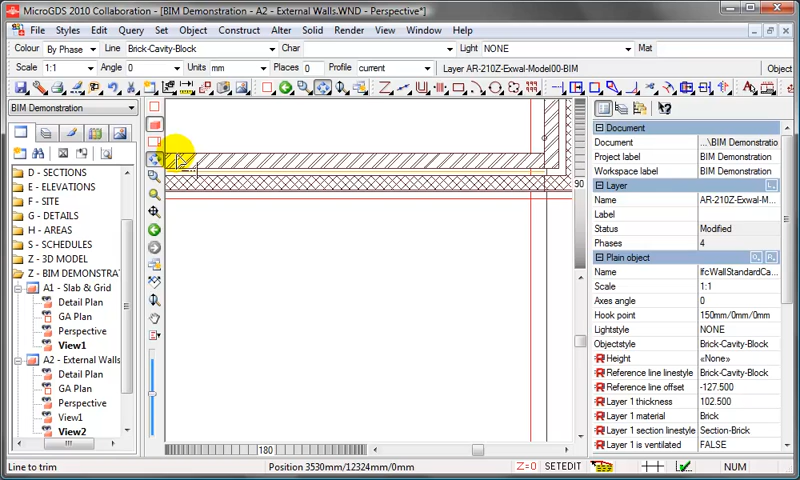 MicroGDS 2010 Collaboration - [BIM Demonstration - A2 - External Walls.WND - Perspective*]
File Styles Edit Set Object Construct Alter Solid Render View Window Help
Colour By Phase Line Brick-Cavity-Block Char Light NONE Mat
Scale 1:1 Angle 0 Units mm Places 0 Profile current Layer AR-210Z-Exwal-Model00-BIM Object
BIM Demonstration
D - SECTIONS
E - ELEVATIONS
F - SITE
G - DETAILS
H - AREAS
S - SCHEDULES
Z - 3D MODEL
Z - BIM DEMONSTRA
A1 - Slab & Grid
Detail Plan
GA Plan
Perspective
View1
A2 - External Walls
Detail Plan
GA Plan
Perspective
View1
View2
90
180
Document
Document ...\BIM Demonstra
Project label BIM Demonstration
Workspace label BIM Demonstration
Layer
Name AR-210Z-Exwal-M...
Label
Status Modified
Phases 4
Plain object
Name IfcWallStandardCa...
Scale 1:1
Axes angle 0
Hook point 150mm/0mm/0mm
Lightstyle NONE
Objectstyle Brick-Cavity-Block
Height «None»
Reference line linestyle Brick-Cavity-Block
Reference line offset -127.500
Layer 1 thickness 102.500
Layer 1 material Brick
Layer 1 section linestyle Section-Brick
Layer 1 is ventilated FALSE
Line to trim Position 3530mm/12324mm/0mm Z=0 SETEDIT NUM